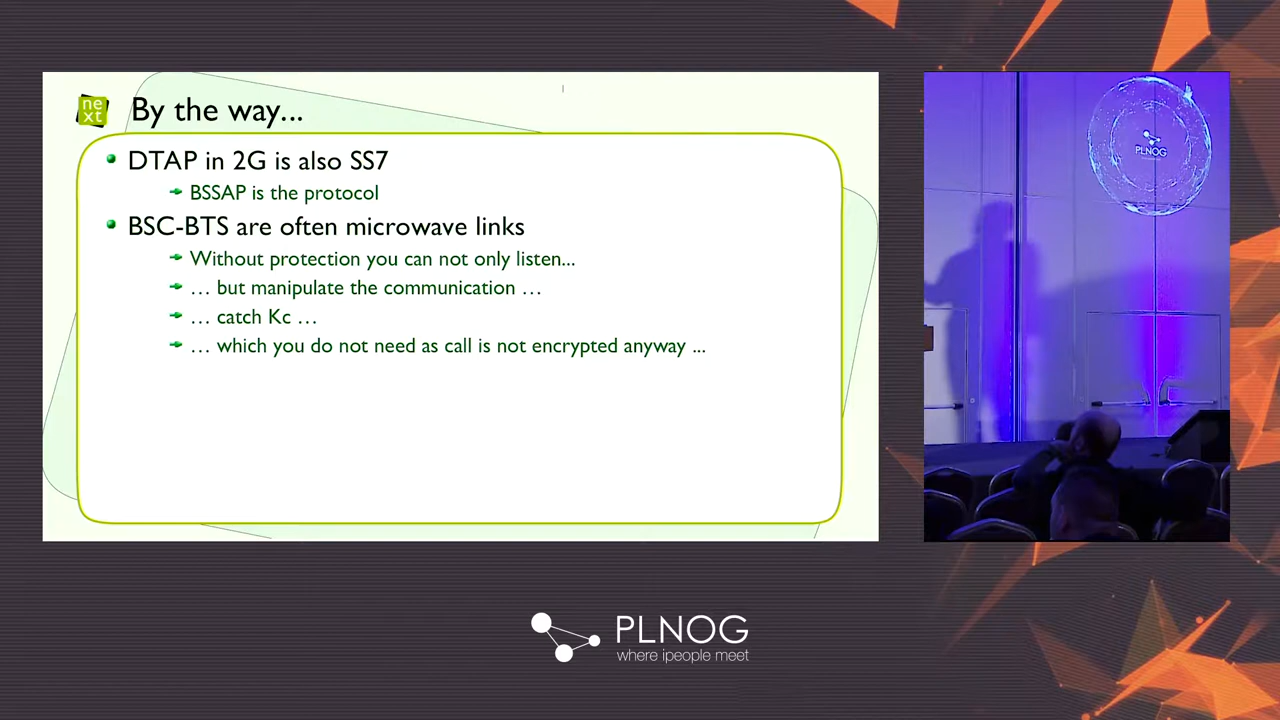 ne
xt
By the way...
DTAP in 2G is also SS7
BSSAP is the protocol
BSC-BTS are often microwave links
Without protection you can not only listen...
... but manipulate the communication ...
... catch Kc ...
... which you do not need as call is not encrypted anyway ...
PLNOG
PLNOG
where ipeople meet